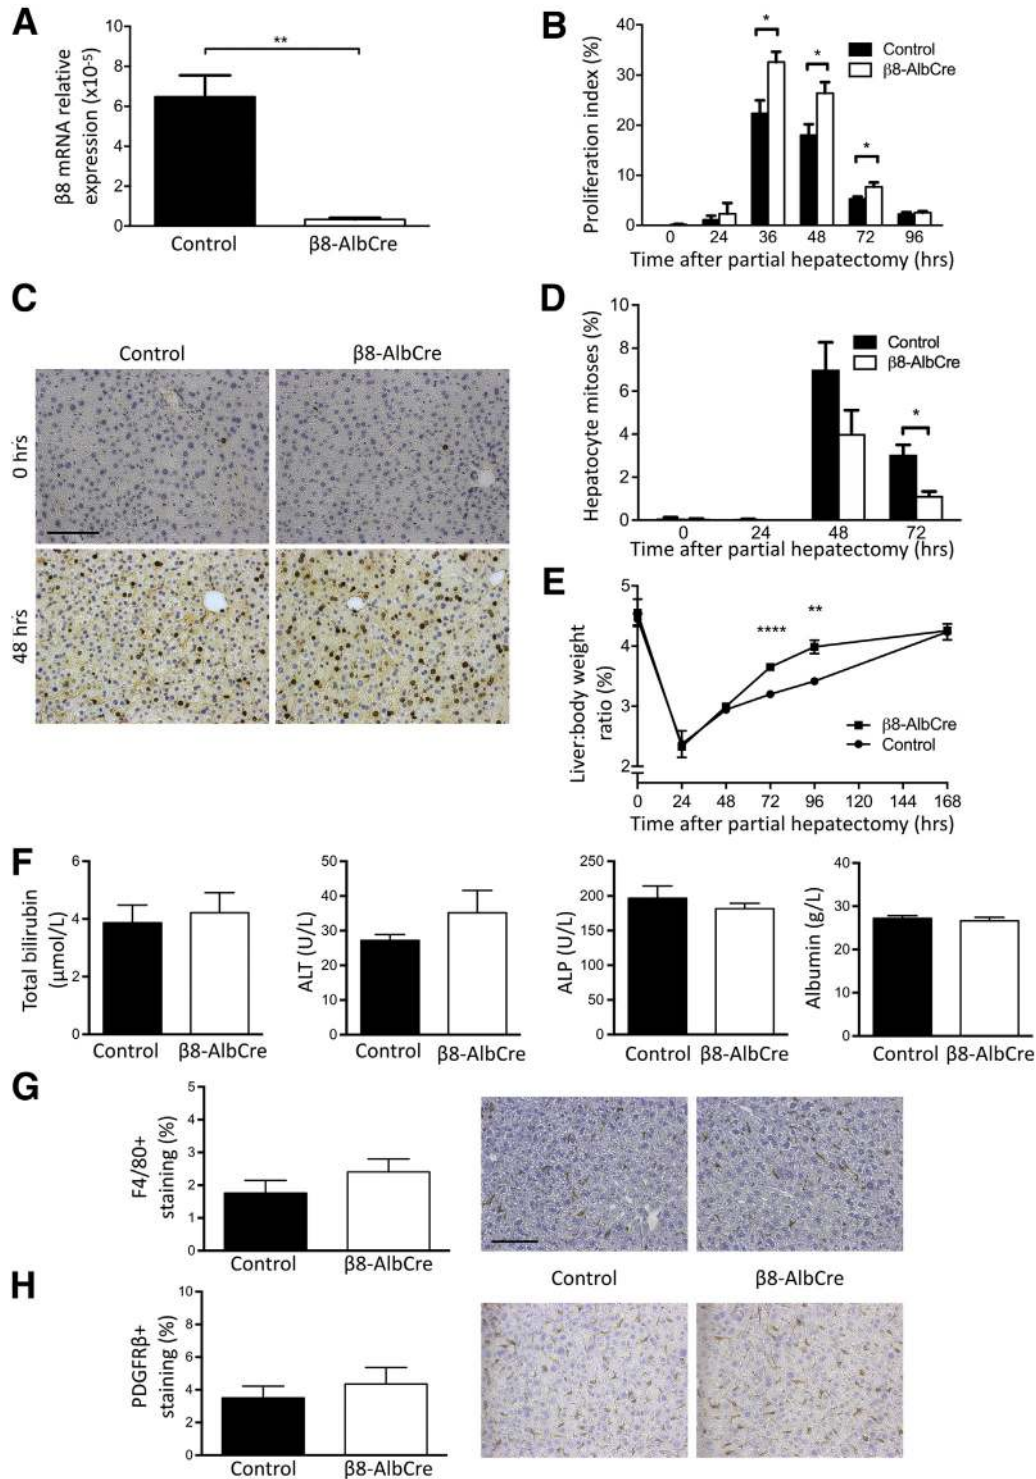 A
β8 mRNA relative
expression (x10⁻⁵)
10
8
6
4
2
0
**
Control
β8-AlbCre
B
Proliferation index (%)
40
30
20
10
0
*
*
*
Control
β8-AlbCre
0
24
36
48
72
96
Time after partial hepatectomy (hrs)
C
Control
β8-AlbCre
0 hrs
48 hrs
D
Hepatocyte mitoses (%)
10
8
6
4
2
0
Control
β8-AlbCre
*
0
24
48
72
Time after partial hepatectomy (hrs)
E
Liver:body weight
ratio (%)
5
4
3
2
****
**
β8-AlbCre
Control
0
24
48
72
96
120
144
168
Time after partial hepatectomy (hrs)
F
Total bilirubin
(μmol/L)
6
4
2
0
Control
β8-AlbCre
ALT (U/L)
50
40
30
20
10
0
Control
β8-AlbCre
ALP (U/L)
250
200
150
100
50
0
Control
β8-AlbCre
Albumin (g/L)
40
30
20
10
0
Control
β8-AlbCre
G
F4/80+
staining (%)
5
4
3
2
1
0
Control
β8-AlbCre
Control
β8-AlbCre
H
PDGFRβ+
staining (%)
10
8
6
4
2
0
Control
β8-AlbCre